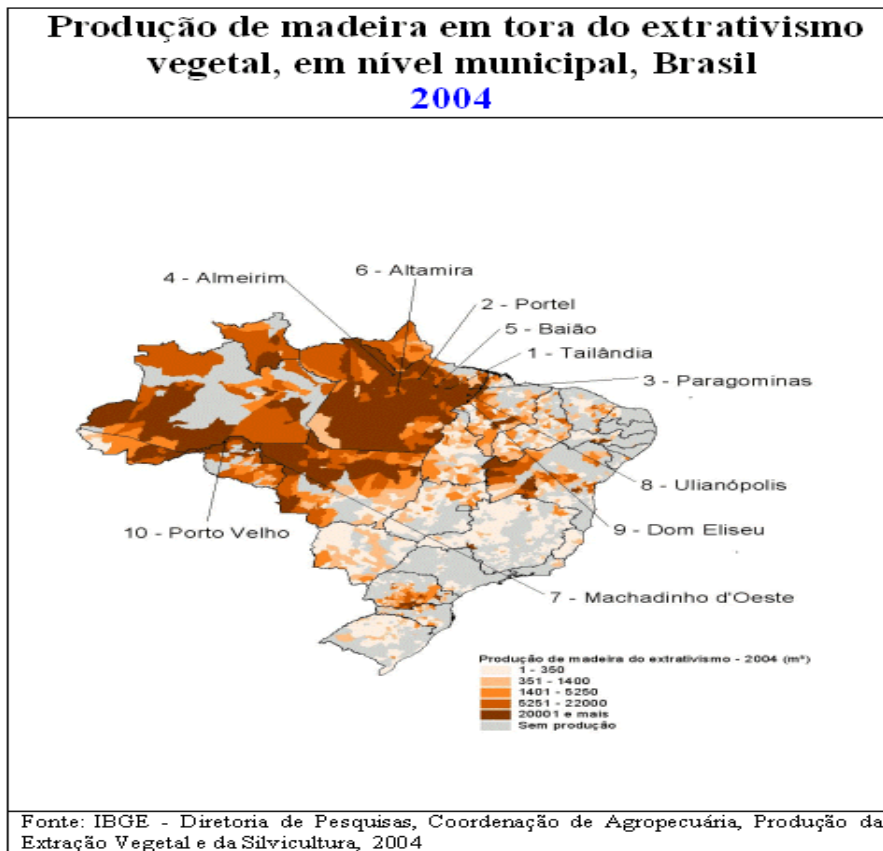 Produção de madeira em tora do extrativismo
vegetal, em nível municipal, Brasil
2004
6 - Altamira
4 - Almeirim
2 - Portel
5 - Baião
1 - Tailândia
3 - Paragominas
8 - Ulianópolis
10 - Porto Velho
9 - Dom Eliseu
7 - Machadinho d'Oeste
Produção de madeira do extrativismo - 2004 (m³)
1 - 350
351 - 1400
1401 - 5250
5251 - 22000
20001 e mais
Sem produção
Fonte: IBGE - Diretoria de Pesquisas, Coordenação de Agropecuária, Produção da
Extração Vegetal e da Silvicultura, 2004